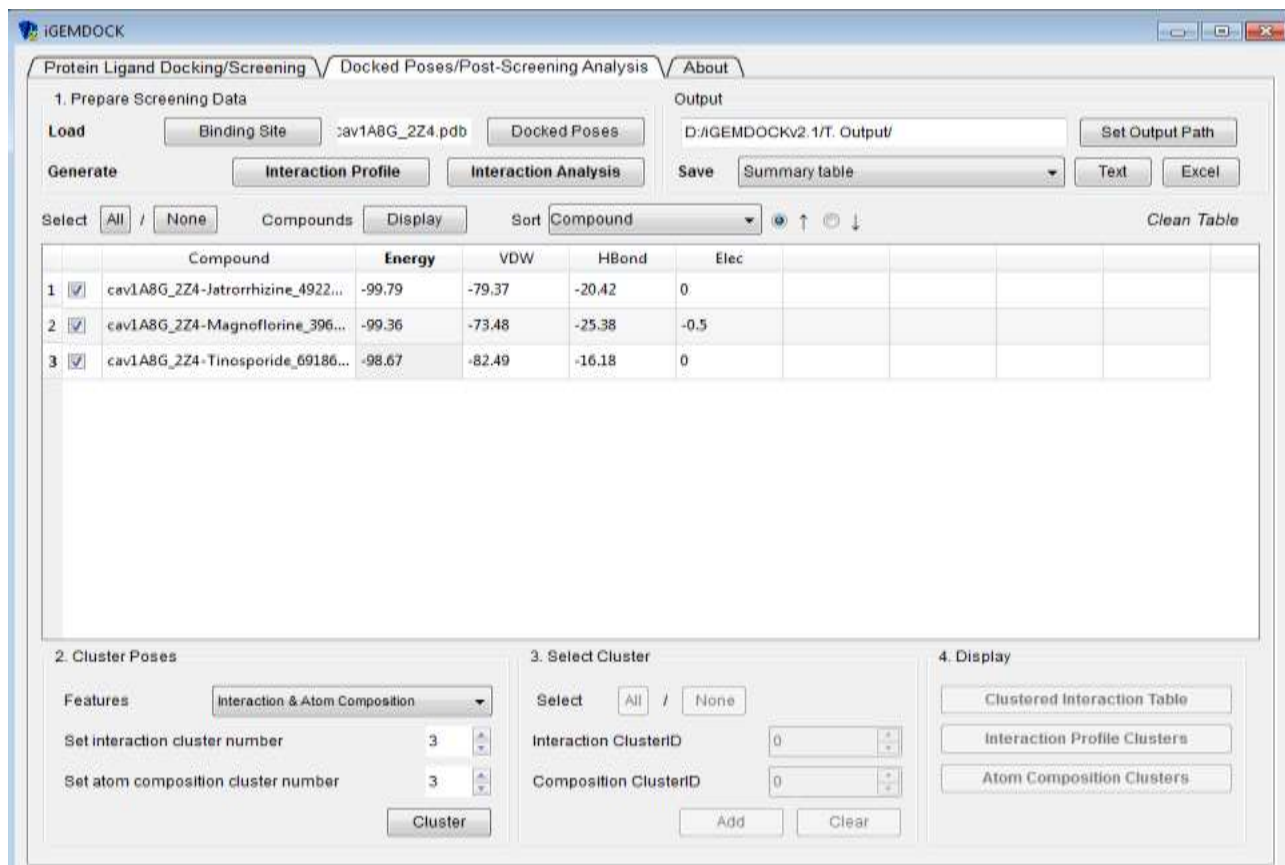 iGEMDOCK
Protein Ligand Docking/Screening Docked Poses/Post-Screening Analysis About
1. Prepare Screening Data Output
Load Binding Site cav1A8G_2Z4.pdb Docked Poses D:/iGEMDOCKv2.1/T. Output/ Set Output Path
Generate Interaction Profile Interaction Analysis Save Summary table Text Excel
Select All / None Compounds Display Sort Compound ↑ ↓ Clean Table
Compound Energy VDW HBond Elec
1 cav1A8G_2Z4-Jatrorrhizine_4922... -99.79 -79.37 -20.42 0
2 cav1A8G_2Z4-Magnoflorine_396... -99.36 -73.48 -25.38 -0.5
3 cav1A8G_2Z4-Tinosporide_69186... -98.67 -82.49 -16.18 0
2. Cluster Poses 3. Select Cluster 4. Display
Features Interaction & Atom Composition Select All / None Clustered Interaction Table
Set interaction cluster number 3 Interaction ClusterID 0 Interaction Profile Clusters
Set atom composition cluster number 3 Composition ClusterID 0 Atom Composition Clusters
Cluster Add Clear